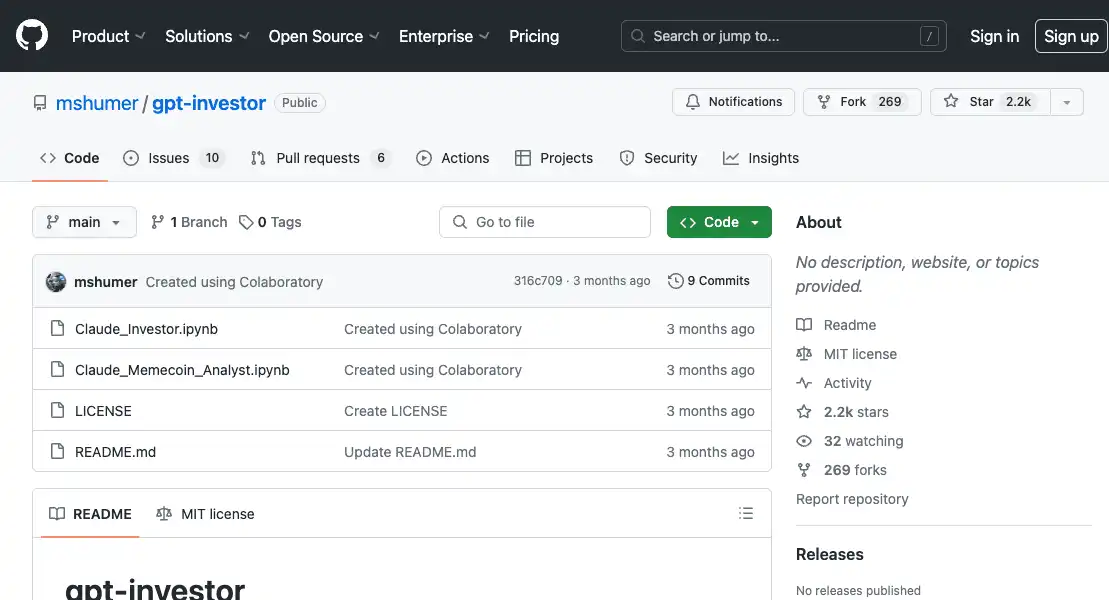 Product Solutions Open Source Enterprise Pricing Search or jump to... / Sign in Sign up
mshumer / gpt-investor Public Notifications Fork 269 Star 2.2k
Code Issues 10 Pull requests 6 Actions Projects Security Insights
main 1 Branch 0 Tags Go to file Code
mshumer Created using Colaboratory 316c709 · 3 months ago 9 Commits
Claude_Investor.ipynb Created using Colaboratory 3 months ago
Claude_Memecoin_Analyst.ipynb Created using Colaboratory 3 months ago
LICENSE Create LICENSE 3 months ago
README.md Update README.md 3 months ago
README MIT license
gpt-investor
About
No description, website, or topics
provided.
Readme
MIT license
Activity
2.2k stars
32 watching
269 forks
Report repository
Releases
No releases published